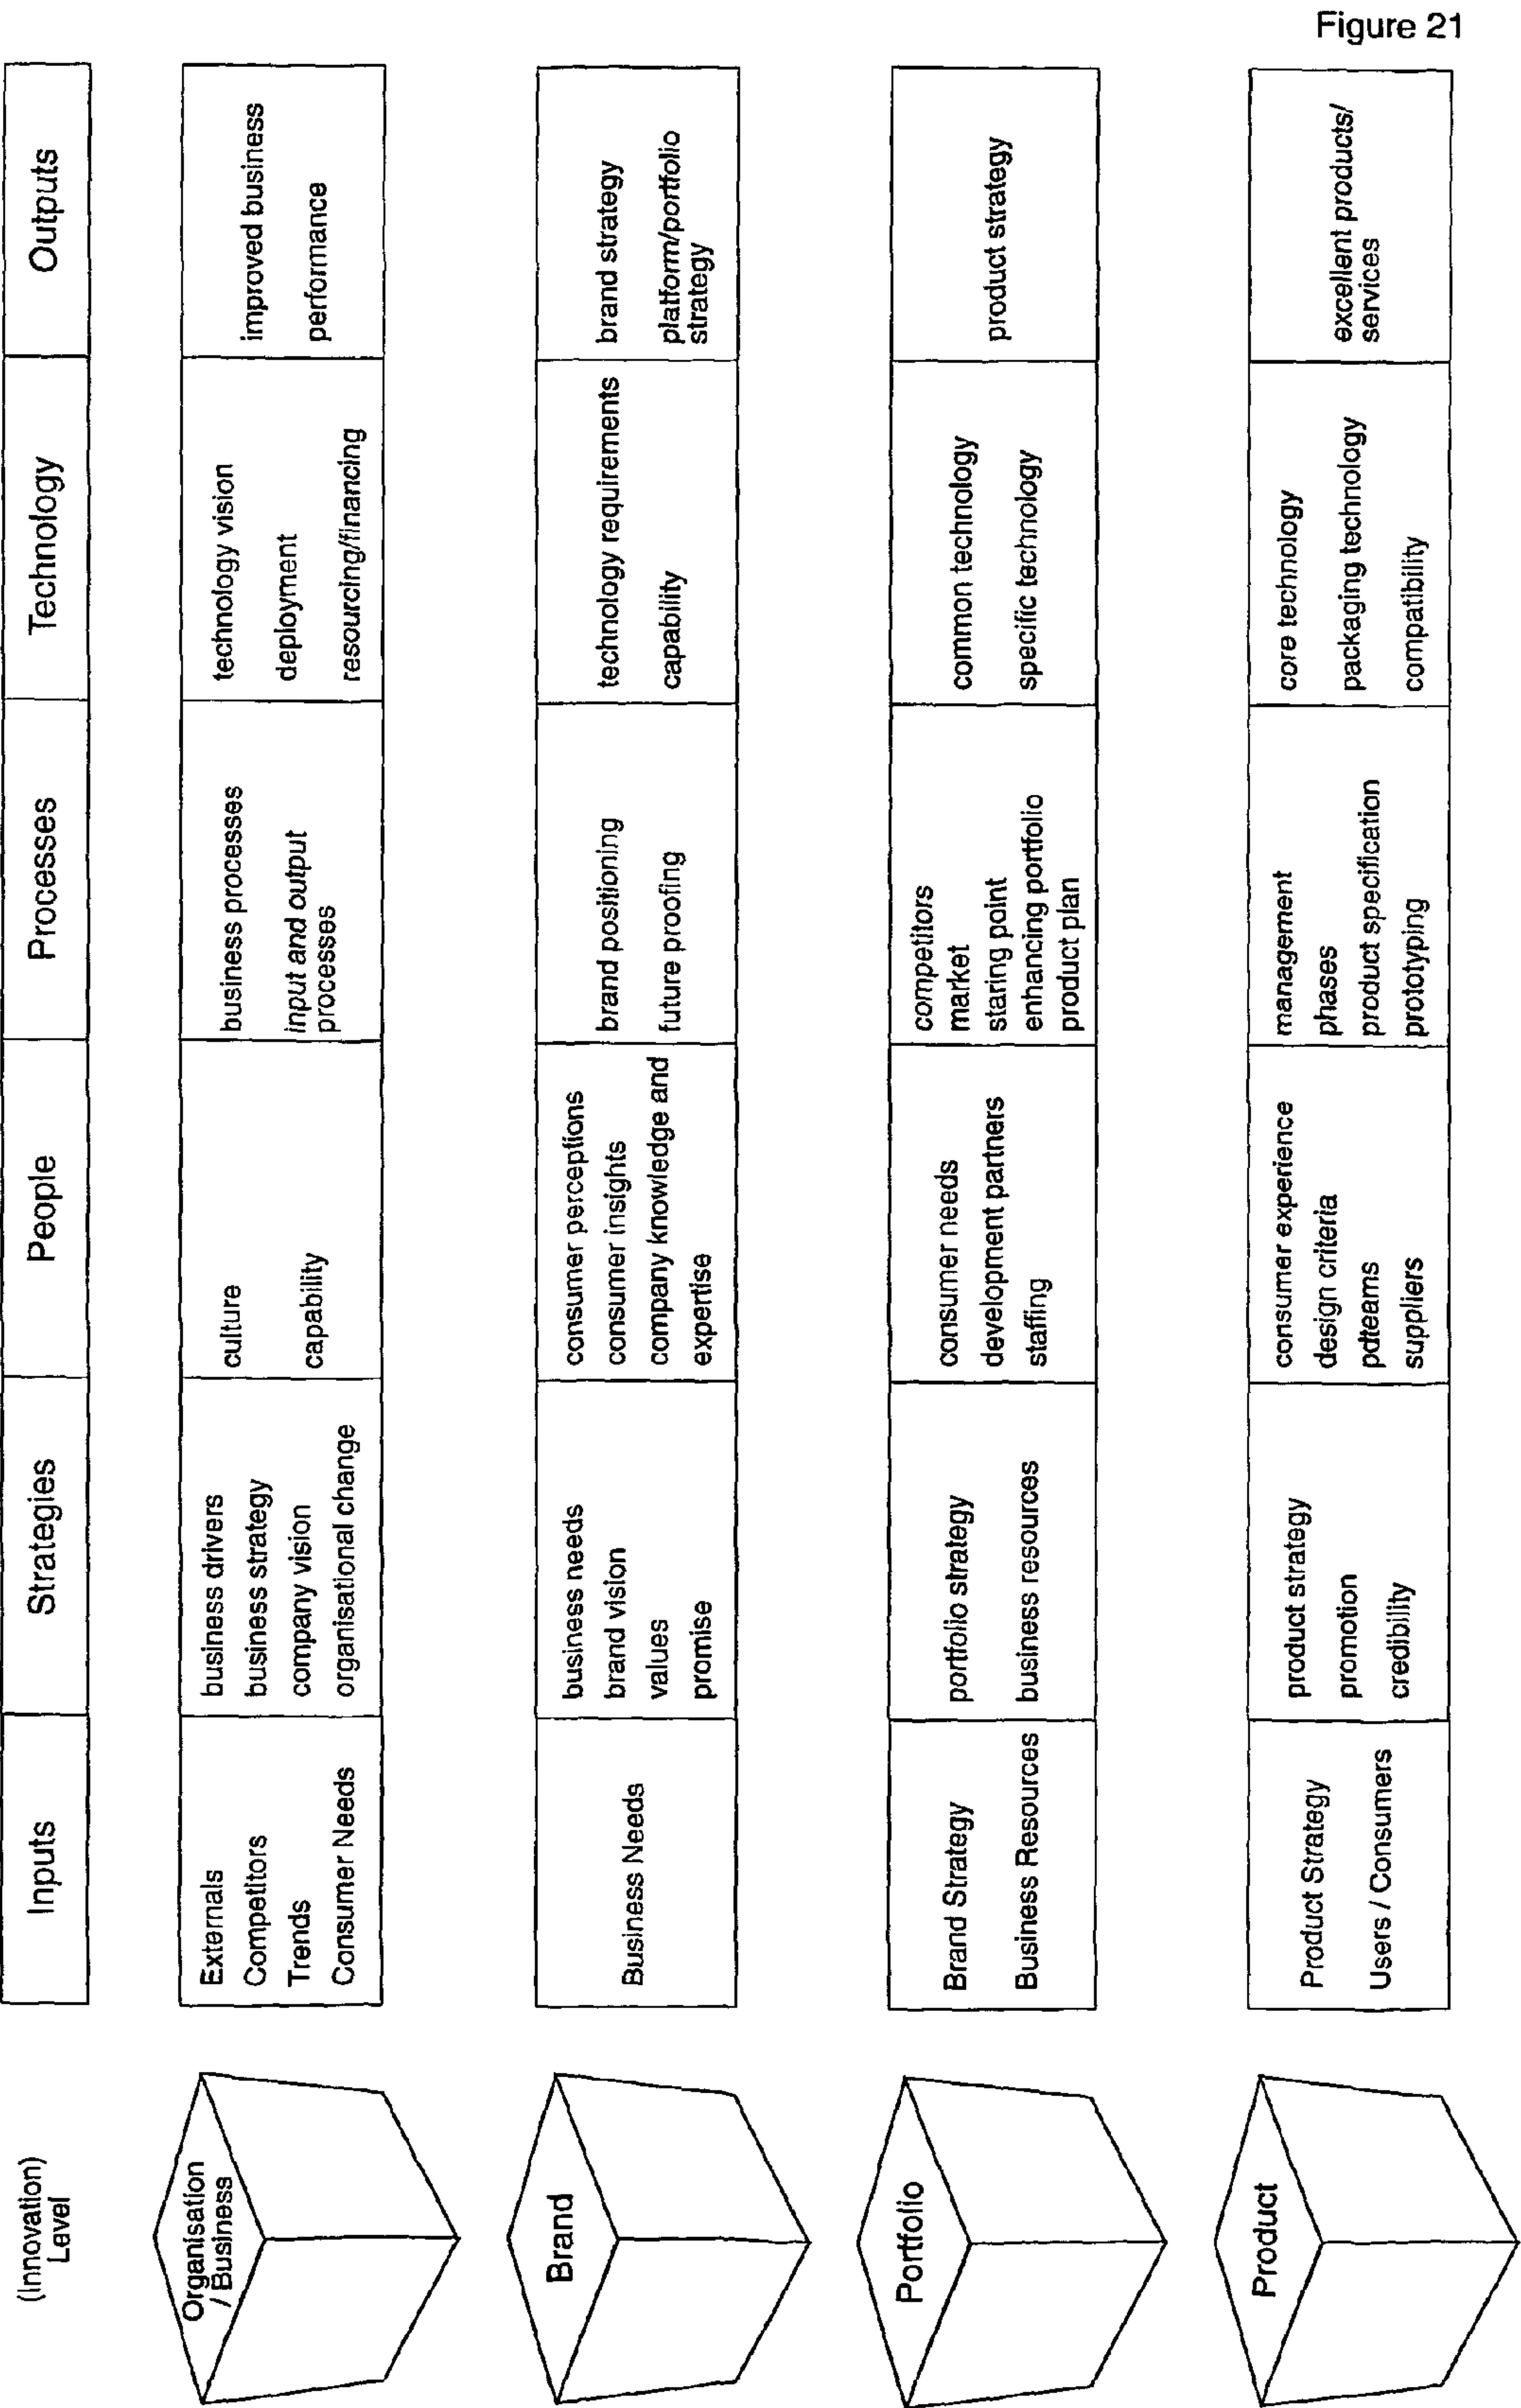 Figure 21
(Innovation)
Level
Inputs
Strategies
People
Processes
Technology
Outputs
Organisation
/ Business
Externals
Competitors
Trends
Consumer Needs
business drivers
business strategy
company vision
organisational change
culture
capability
business processes
input and output
processes
technology vision
deployment
resourcing/financing
improved business
performance
Brand
Business Needs
business needs
brand vision
values
promise
consumer perceptions
consumer insights
company knowledge and
expertise
brand positioning
future proofing
technology requirements
capability
brand strategy
platform/portfolio
strategy
Portfolio
Brand Strategy
Business Resources
portfolio strategy
business resources
consumer needs
development partners
staffing
competitors
market
staring point
enhancing portfolio
product plan
common technology
specific technology
product strategy
Product
Product Strategy
Users / Consumers
product strategy
promotion
credibility
consumer experience
design criteria
pdteams
suppliers
management
phases
product specification
prototyping
core technology
packaging technology
compatibility
excellent products/
services